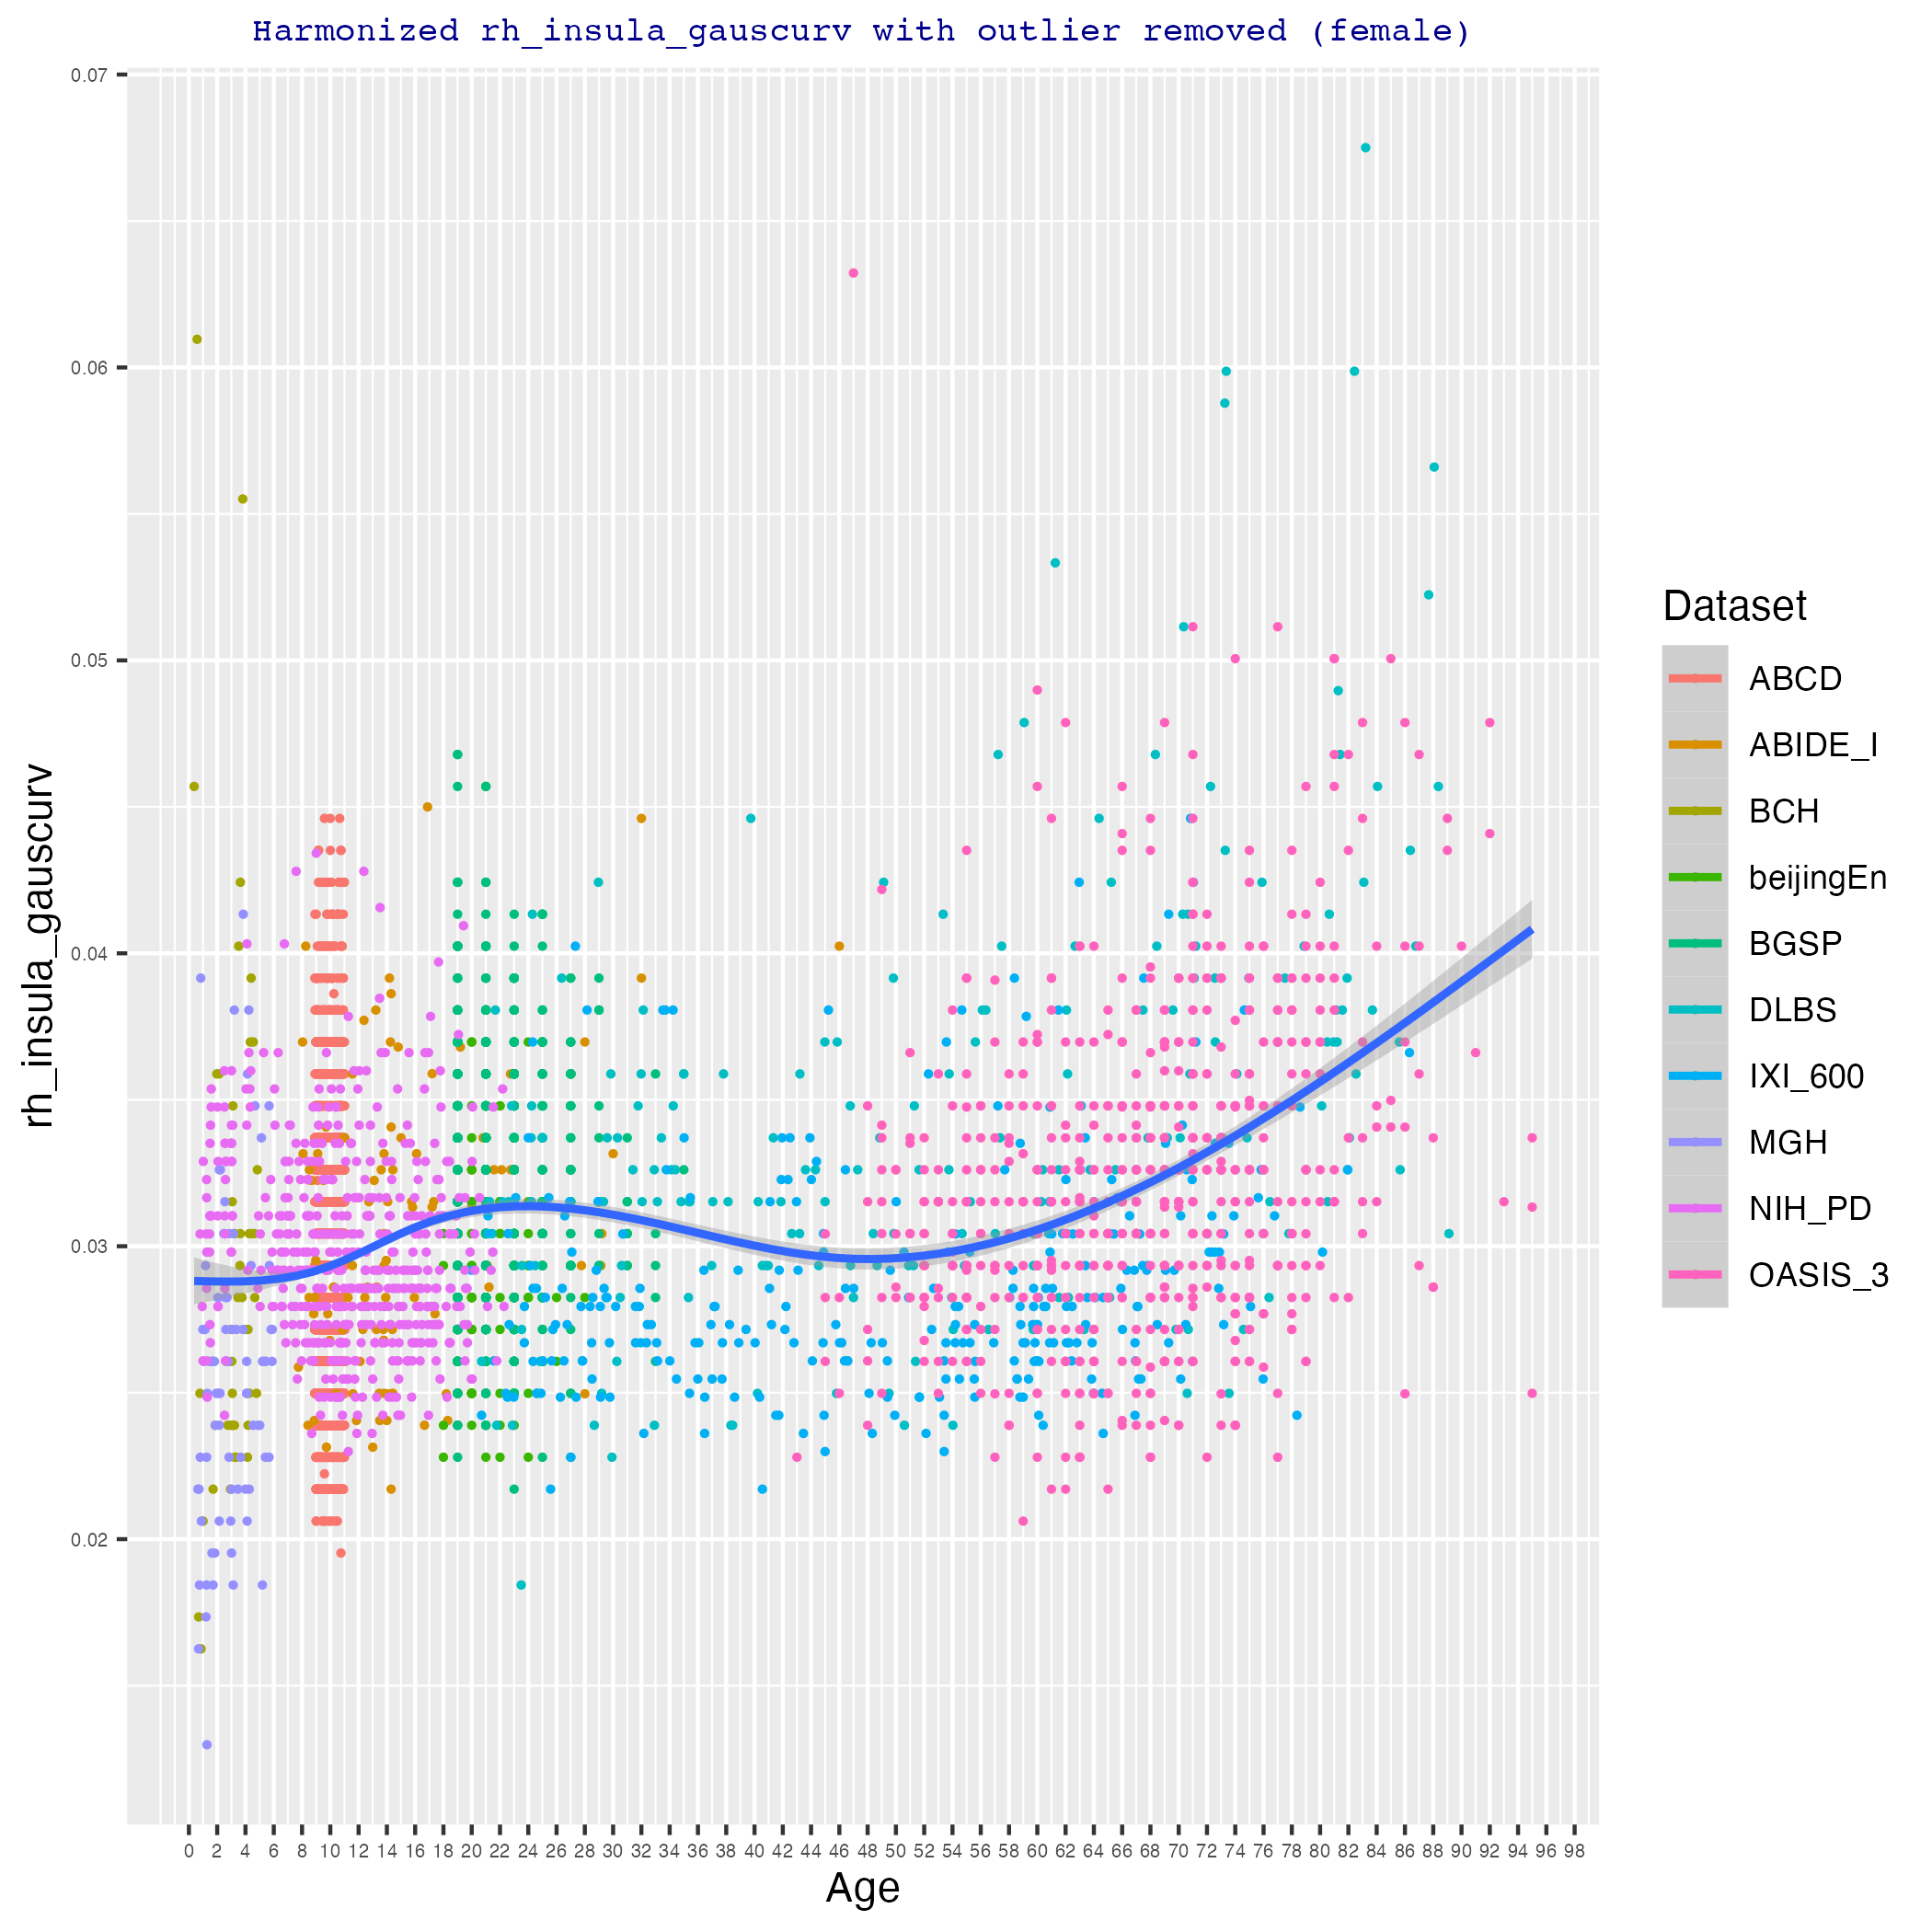 Harmonized rh_insula_gauscurv with outlier removed (female)
0.07
0.06
0.05
0.04
0.03
0.02
rh_insula_gauscurv
0 2 4 6 8 10 12 14 16 18 20 22 24 26 28 30 32 34 36 38 40 42 44 46 48 50 52 54 56 58 60 62 64 66 68 70 72 74 76 78 80 82 84 86 88 90 92 94 96 98
Age
Dataset
ABCD
ABIDE_I
BCH
beijingEn
BGSP
DLBS
IXI_600
MGH
NIH_PD
OASIS_3